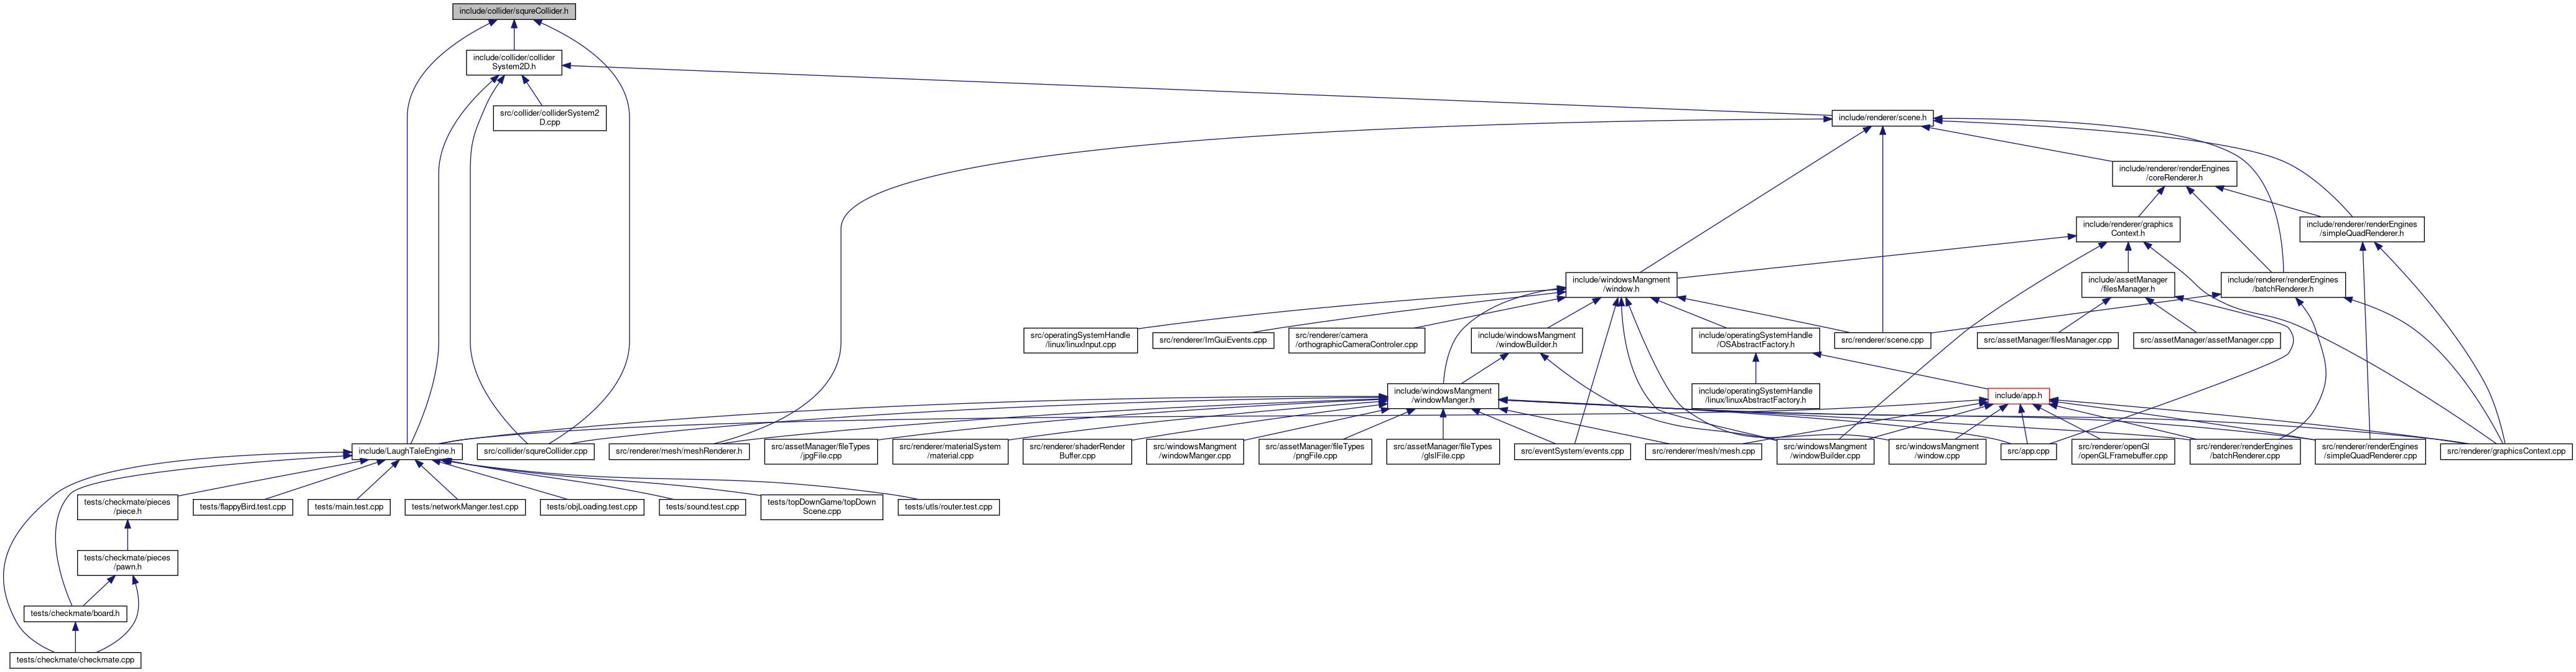 include/collider/squreCollider.h
include/collider/collider
System2D.h
src/collider/colliderSystem2
D.cpp
include/renderer/scene.h
include/renderer/renderEngines
/coreRenderer.h
include/renderer/graphics
Context.h
include/renderer/renderEngines
/simpleQuadRenderer.h
include/windowsMangment
/window.h
include/assetManager
/filesManager.h
include/renderer/renderEngines
/batchRenderer.h
src/operatingSystemHandle
/linux/linuxInput.cpp
src/renderer/ImGuiEvents.cpp
src/renderer/camera
/orthographicCameraControler.cpp
include/windowsMangment
/windowBuilder.h
include/operatingSystemHandle
/OSAbstractFactory.h
src/renderer/scene.cpp
src/assetManager/filesManager.cpp
src/assetManager/assetManager.cpp
include/windowsMangment
/windowManger.h
include/operatingSystemHandle
/linux/linuxAbstractFactory.h
include/app.h
include/LaughTaleEngine.h
src/collider/squreCollider.cpp
src/renderer/mesh/meshRenderer.h
src/assetManager/fileTypes
/jpgFile.cpp
src/renderer/materialSystem
/material.cpp
src/renderer/shaderRender
Buffer.cpp
src/windowsMangment
/windowManger.cpp
src/assetManager/fileTypes
/pngFile.cpp
src/assetManager/fileTypes
/glslFile.cpp
src/eventSystem/events.cpp
src/renderer/mesh/mesh.cpp
src/windowsMangment
/windowBuilder.cpp
src/windowsMangment
/window.cpp
src/app.cpp
src/renderer/openGl
/openGLFramebuffer.cpp
src/renderer/renderEngines
/batchRenderer.cpp
src/renderer/renderEngines
/simpleQuadRenderer.cpp
src/renderer/graphicsContext.cpp
tests/checkmate/pieces
/piece.h
tests/flappyBird.test.cpp
tests/main.test.cpp
tests/networkManger.test.cpp
tests/objLoading.test.cpp
tests/sound.test.cpp
tests/topDownGame/topDown
Scene.cpp
tests/utls/router.test.cpp
tests/checkmate/pieces
/pawn.h
tests/checkmate/board.h
tests/checkmate/checkmate.cpp